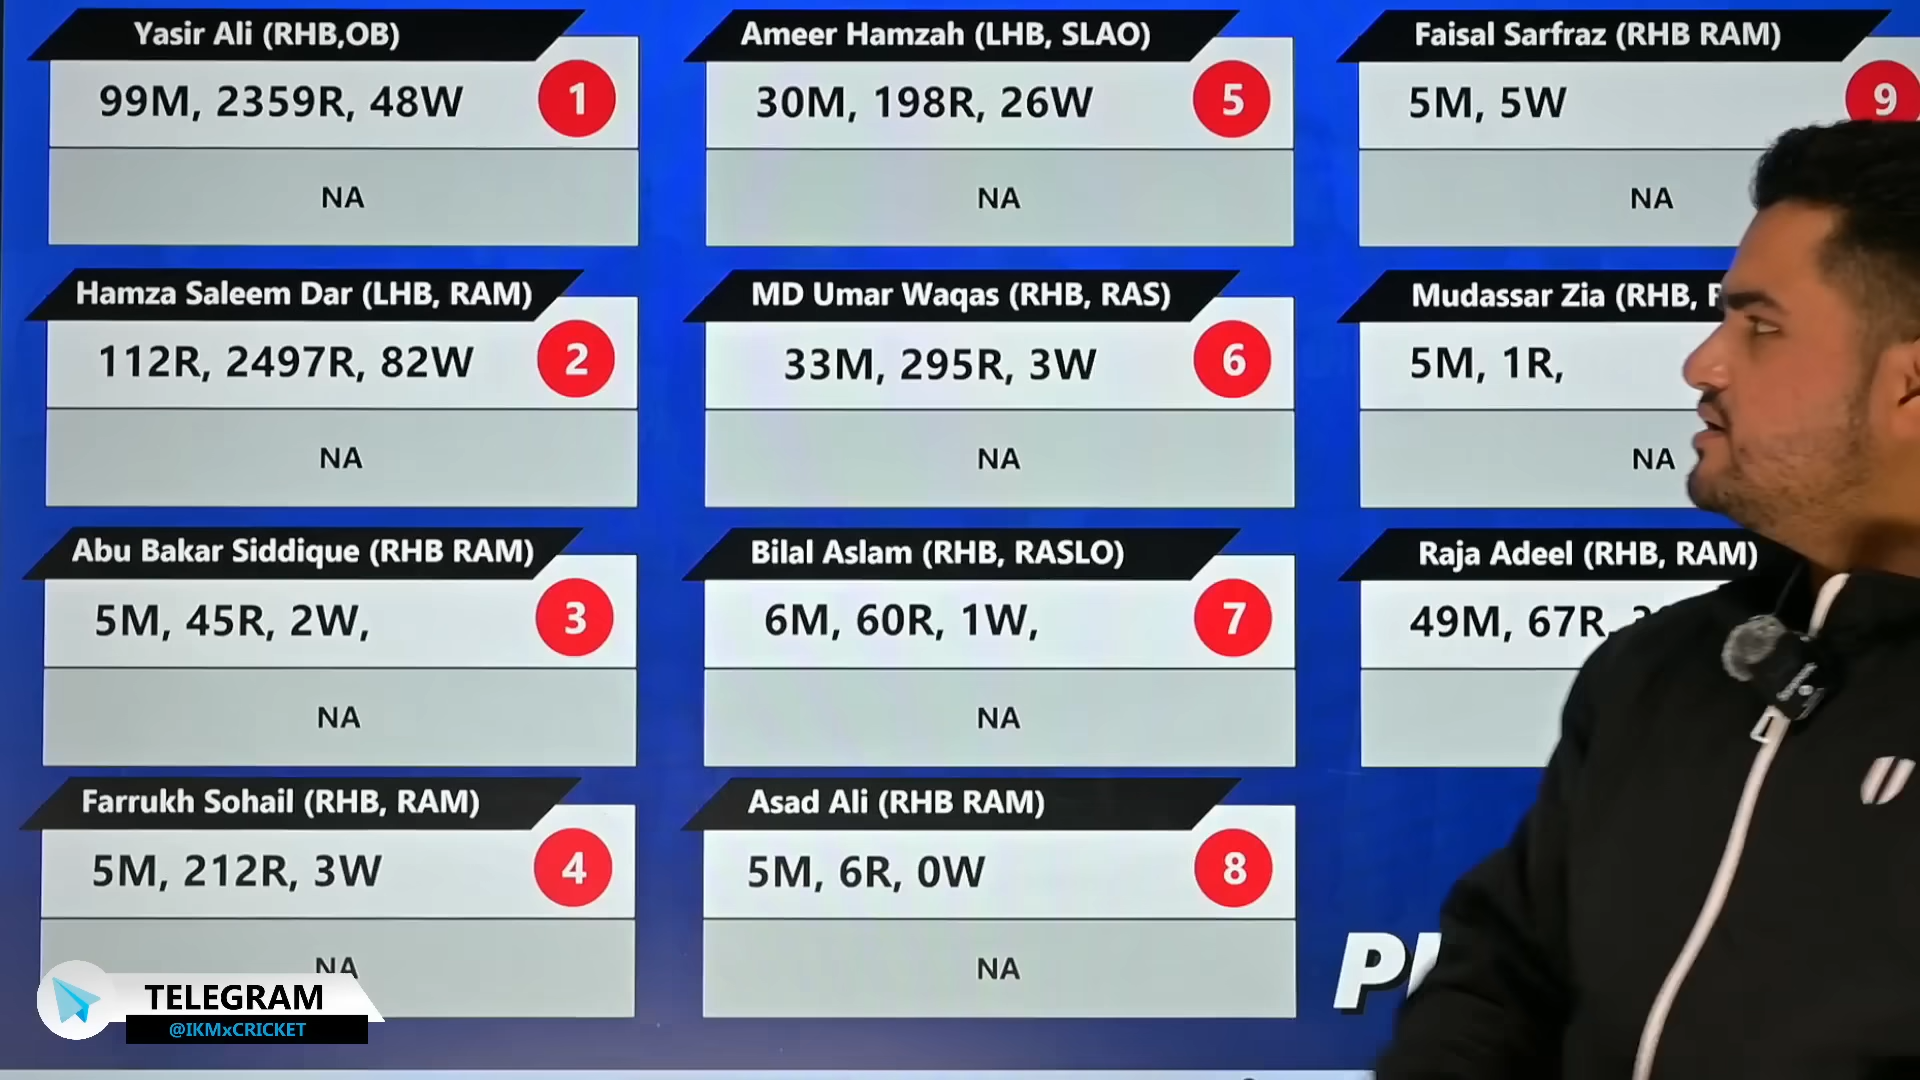 Yasir Ali (RHB,OB)
99M, 2359R, 48W
1
NA
Hamza Saleem Dar (LHB, RAM)
112R, 2497R, 82W
2
NA
Abu Bakar Siddique (RHB RAM)
5M, 45R, 2W,
3
NA
Farrukh Sohail (RHB, RAM)
5M, 212R, 3W
4
NA
Ameer Hamzah (LHB, SLAO)
30M, 198R, 26W
5
NA
MD Umar Waqas (RHB, RAS)
33M, 295R, 3W
6
NA
Bilal Aslam (RHB, RASLO)
6M, 60R, 1W,
7
NA
Asad Ali (RHB RAM)
5M, 6R, 0W
8
NA
Faisal Sarfraz (RHB RAM)
5M, 5W
9
NA
Mudassar Zia (RHB,
5M, 1R,
NA
Raja Adeel (RHB, RAM)
49M, 67R
TELEGRAM
@IKMxCRICKET